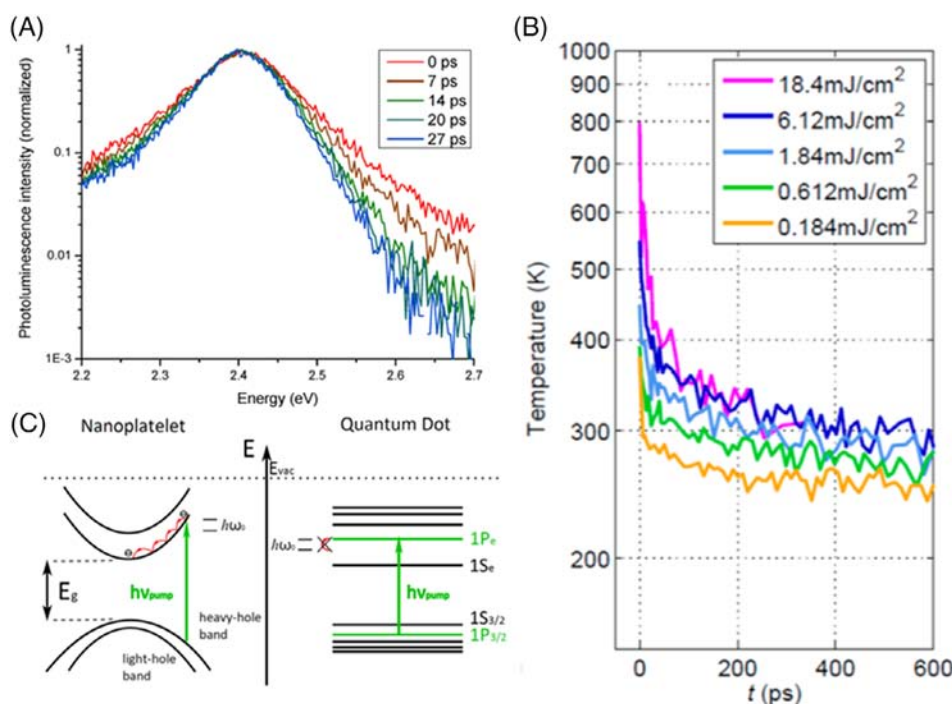 (A)
Photoluminescence intensity (normalized)
1
0.1
0.01
1E-3
2.2 2.3 2.4 2.5 2.6 2.7
Energy (eV)
0 ps
7 ps
14 ps
20 ps
27 ps
(B)
Temperature (K)
1000
900
800
700
600
500
400
300
200
0 200 400 600
t (ps)
18.4mJ/cm²
6.12mJ/cm²
1.84mJ/cm²
0.612mJ/cm²
0.184mJ/cm²
(C)
Nanoplatelet
Quantum Dot
E
Evac
ħω₀
Eg
hνpump
heavy-hole
band
light-hole
band
ħω₀
hνpump
1Pe
1Se
1S3/2
1P3/2